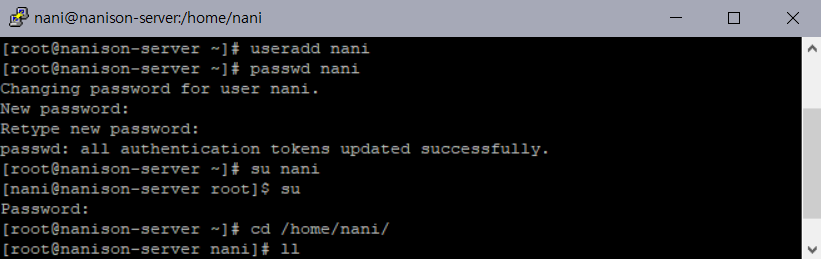 nani@nanison-server:/home/nani
[root@nanison-server ~]# useradd nani
[root@nanison-server ~]# passwd nani
Changing password for user nani.
New password:
Retype new password:
passwd: all authentication tokens updated successfully.
[root@nanison-server ~]# su nani
[nani@nanison-server root]$ su
Password:
[root@nanison-server ~]# cd /home/nani/
[root@nanison-server nani]# ll